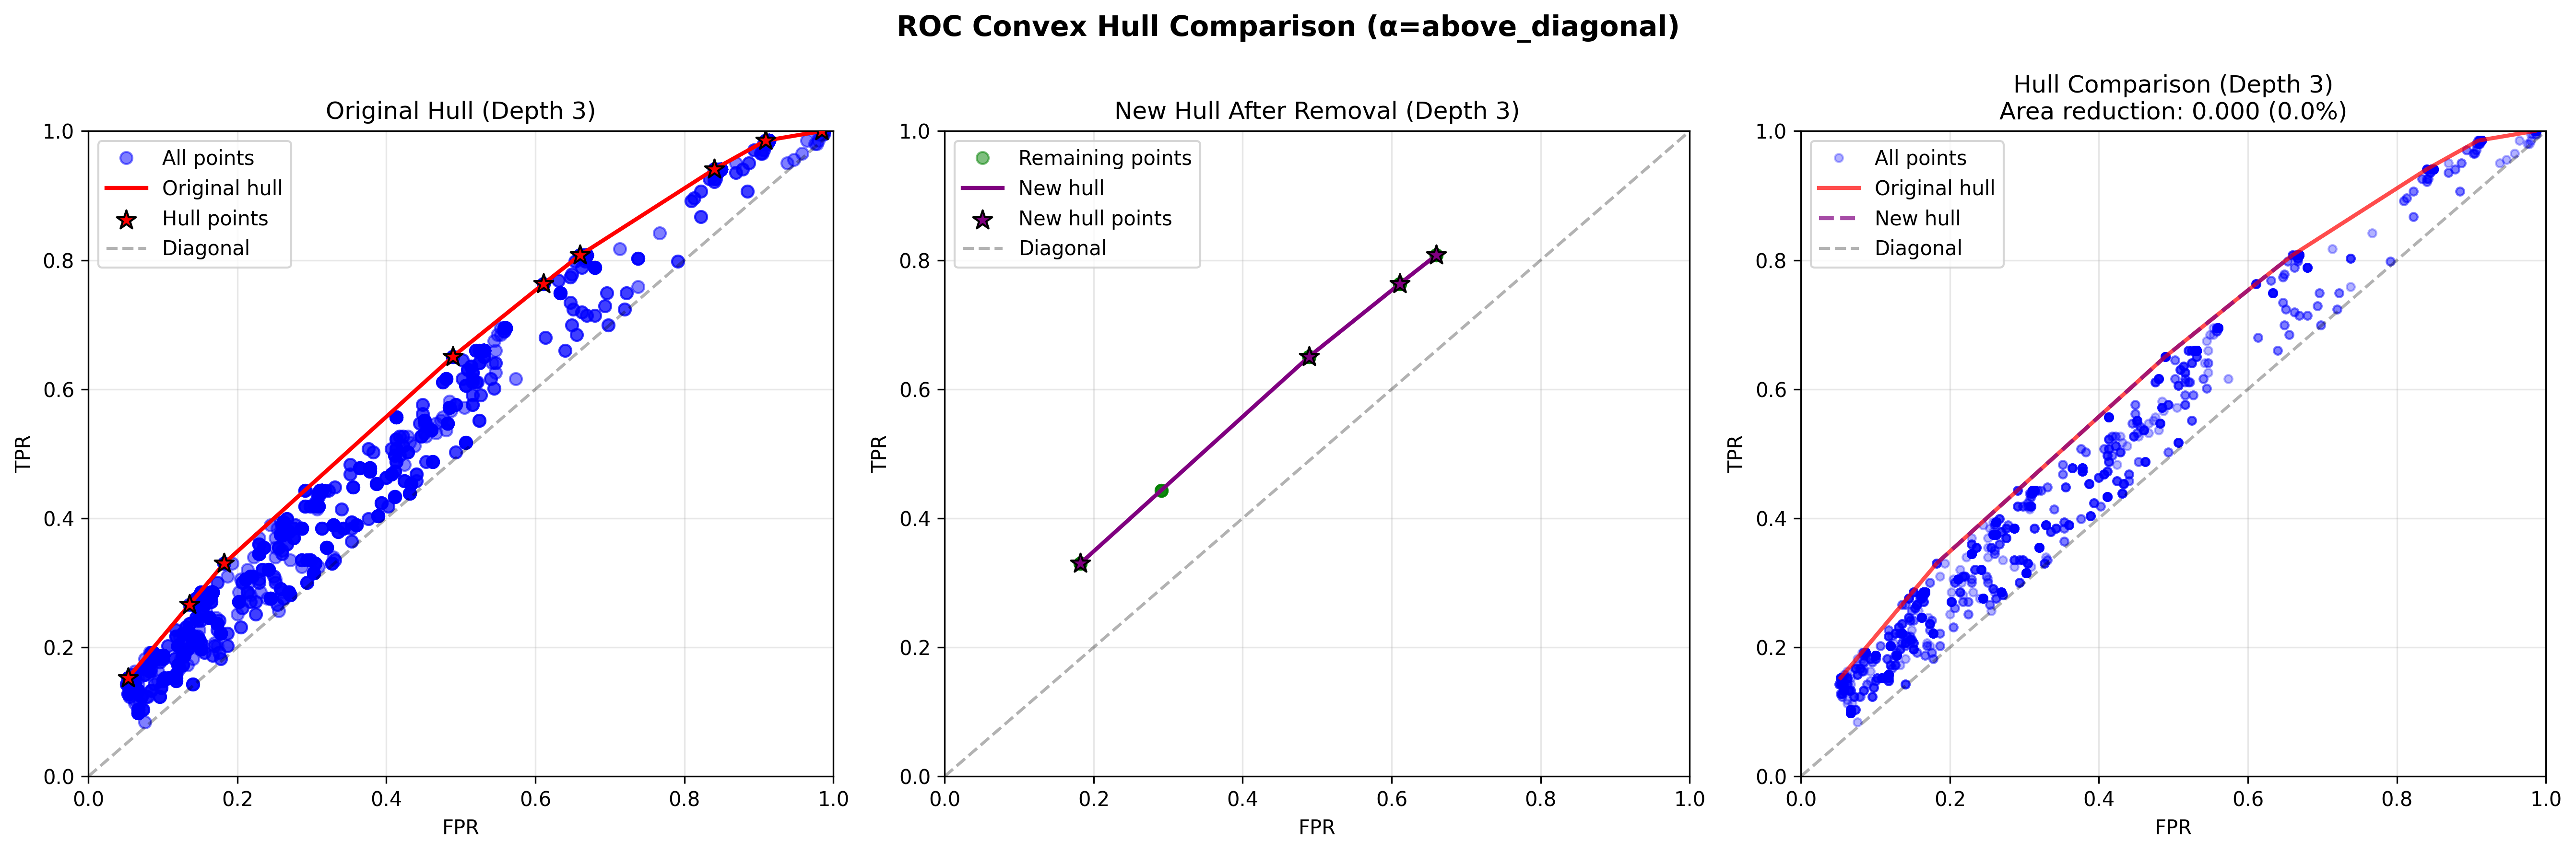 ROC Convex Hull Comparison (α=above_diagonal)
Original Hull (Depth 3)
All points
Original hull
Hull points
Diagonal
1.0
0.8
0.6
0.4
0.2
0.0
TPR
0.0 0.2 0.4 0.6 0.8 1.0
FPR
New Hull After Removal (Depth 3)
Remaining points
New hull
New hull points
Diagonal
1.0
0.8
0.6
0.4
0.2
0.0
TPR
0.0 0.2 0.4 0.6 0.8 1.0
FPR
Hull Comparison (Depth 3)
Area reduction: 0.000 (0.0%)
All points
Original hull
New hull
Diagonal
1.0
0.8
0.6
0.4
0.2
0.0
TPR
0.0 0.2 0.4 0.6 0.8 1.0
FPR